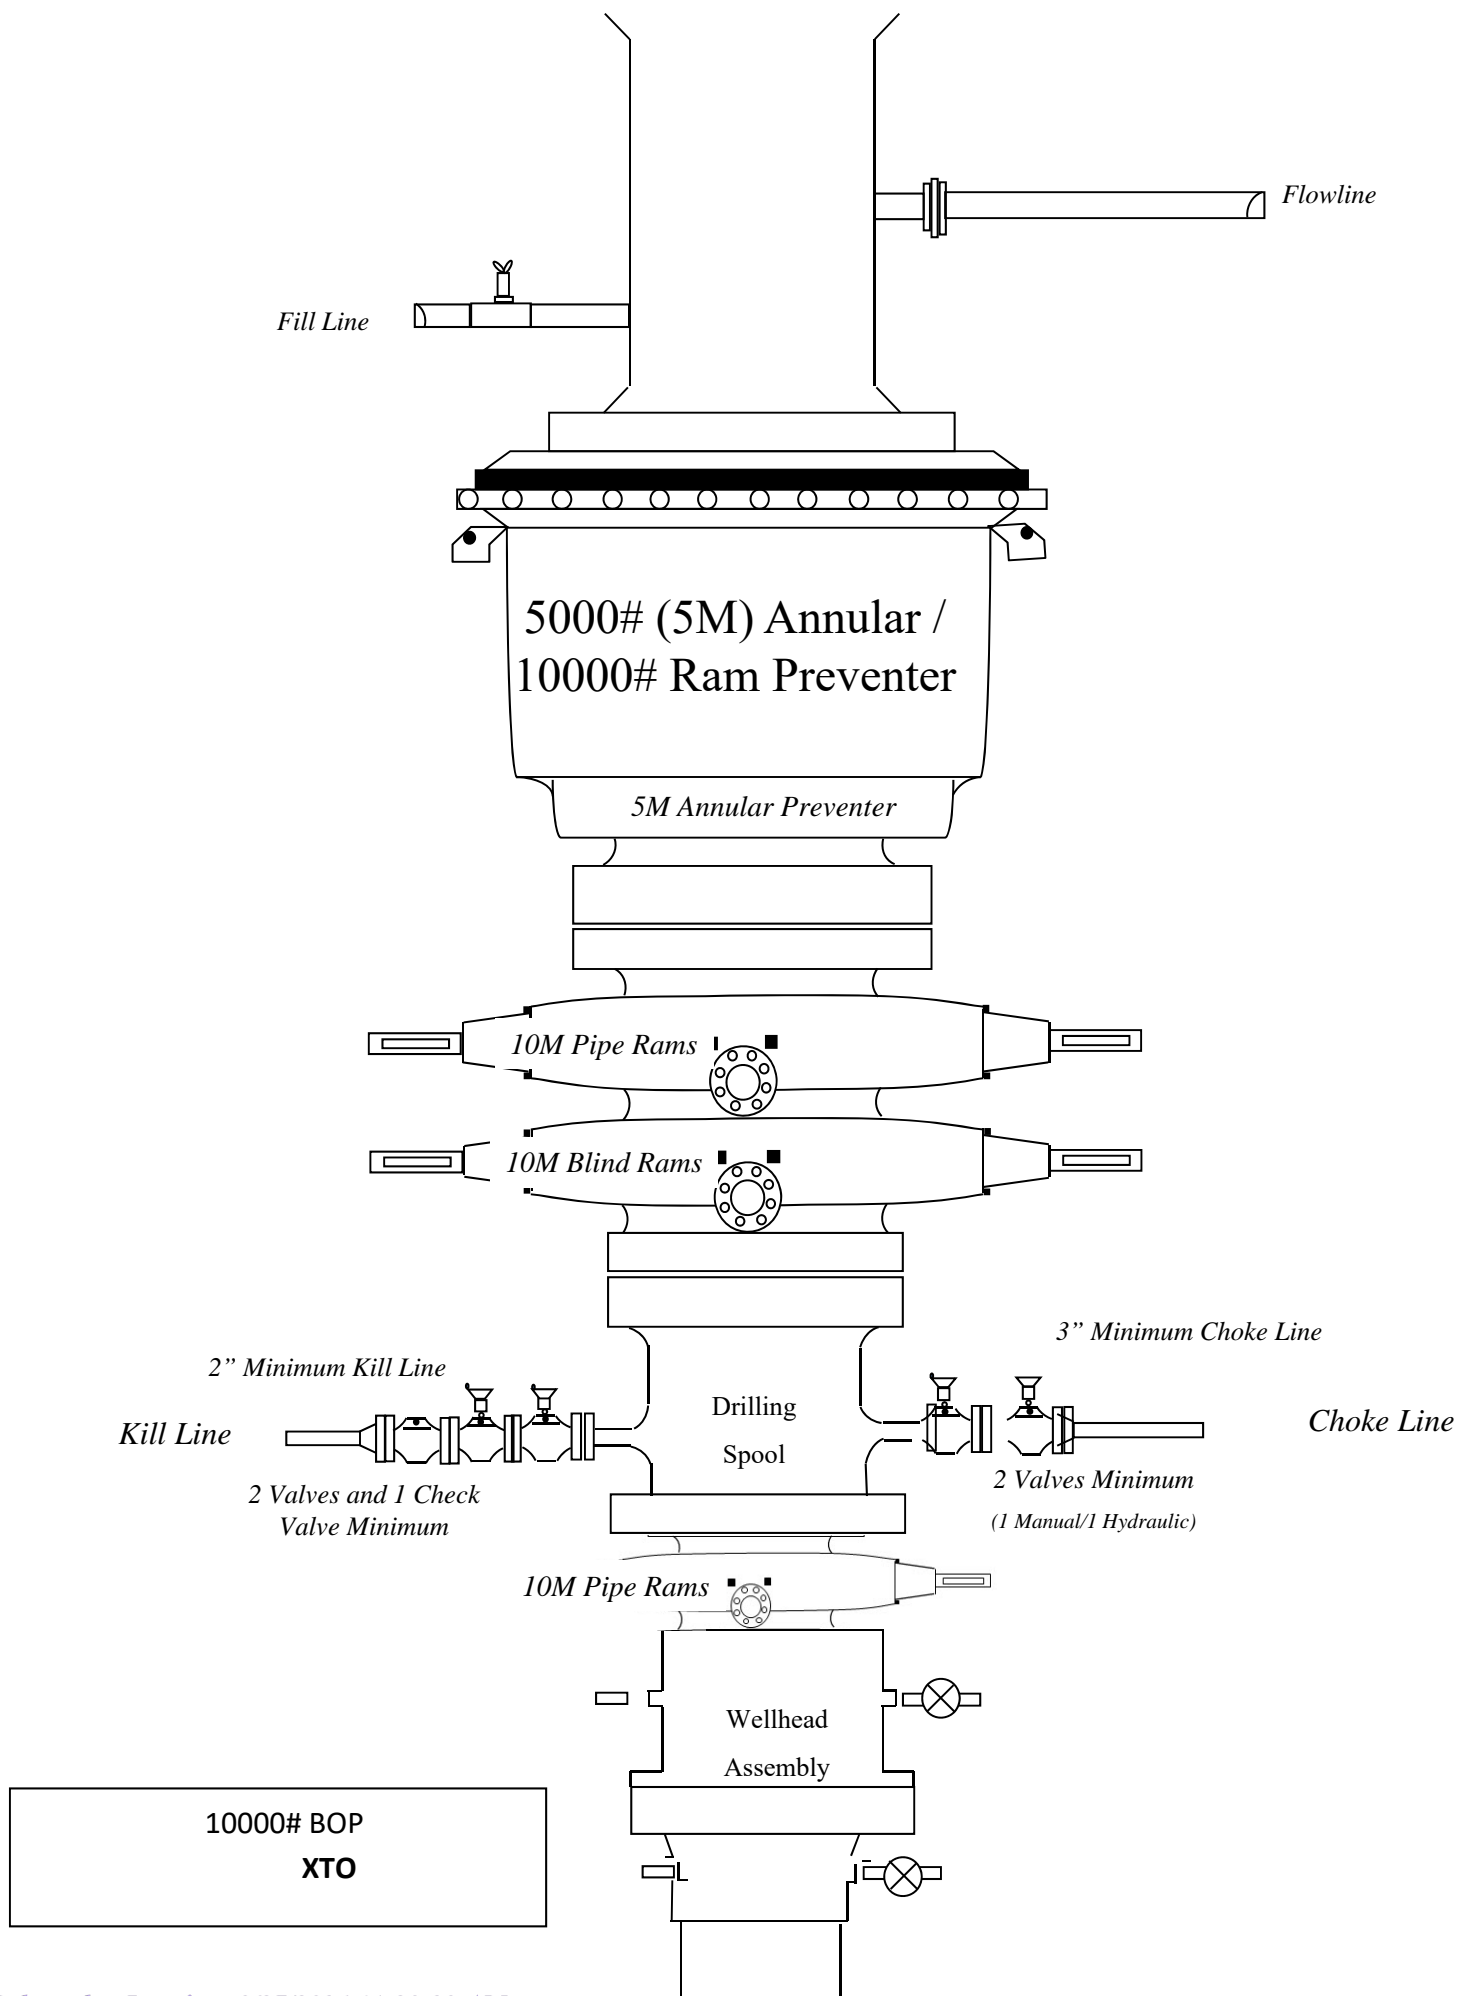 Flowline
Fill Line
5000# (5M) Annular /
10000# Ram Preventer
5M Annular Preventer
10M Pipe Rams
10M Blind Rams
3” Minimum Choke Line
2” Minimum Kill Line
Drilling
Spool
Kill Line
Choke Line
2 Valves and 1 Check
Valve Minimum
2 Valves Minimum
(1 Manual/1 Hydraulic)
10M Pipe Rams
Wellhead
Assembly
10000# BOP
XTO